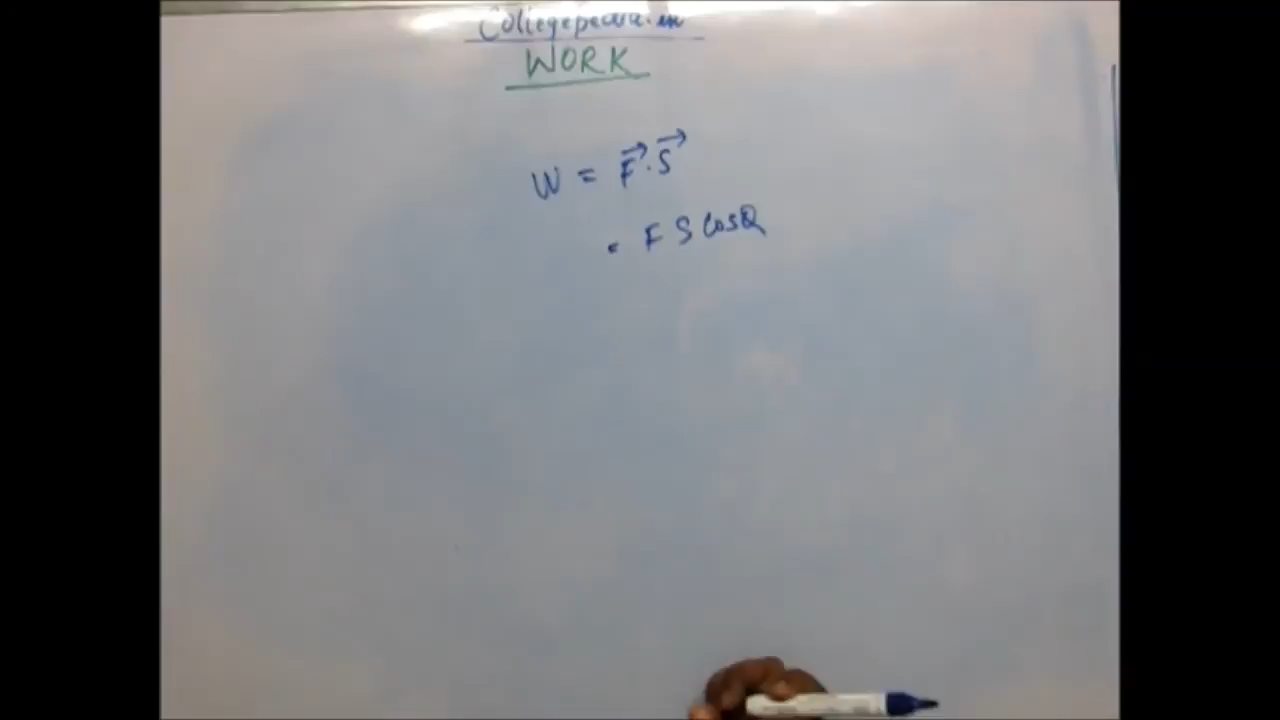 WORK
W = F⃗ . S⃗
= F S cosθ